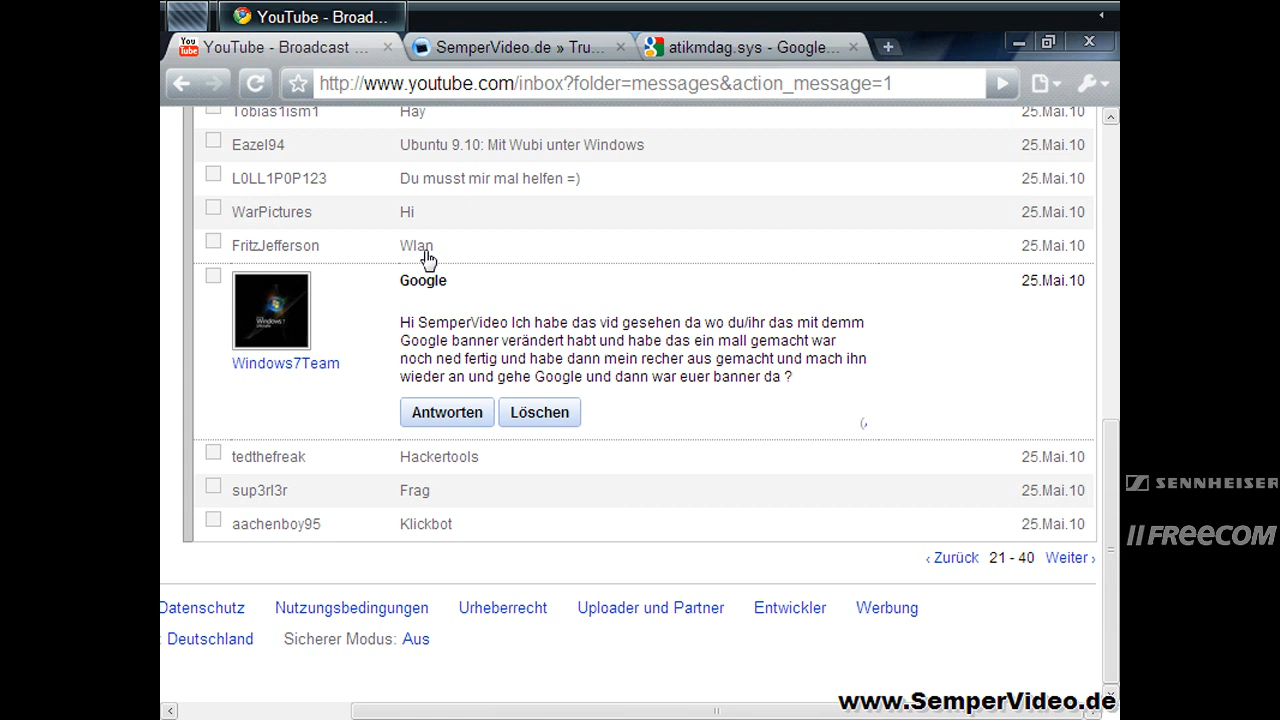 YouTube - Broad...
YouTube - Broadcast ...
SemperVideo.de » Tru...
atikmdag.sys - Google...
http://www.youtube.com/inbox?folder=messages&action_message=1
Tobias1ism1 Hay 25.Mai.10
Eazel94 Ubuntu 9.10: Mit Wubi unter Windows 25.Mai.10
L0LL1P0P123 Du musst mir mal helfen =) 25.Mai.10
WarPictures Hi 25.Mai.10
FritzJefferson Wlan 25.Mai.10
Google 25.Mai.10
Hi SemperVideo Ich habe das vid gesehen da wo du/ihr das mit demm
Google banner verändert habt und habe das ein mall gemacht war
noch ned fertig und habe dann mein recher aus gemacht und mach ihn
wieder an und gehe Google und dann war euer banner da ?
Windows7Team
Antworten Löschen
tedthefreak Hackertools 25.Mai.10
sup3rl3r Frag 25.Mai.10
aachenboy95 Klickbot 25.Mai.10
‹ Zurück 21 - 40 Weiter ›
Datenschutz Nutzungsbedingungen Urheberrecht Uploader und Partner Entwickler Werbung
: Deutschland Sicherer Modus: Aus
SENNHEISER
FREECOM
www.SemperVideo.de